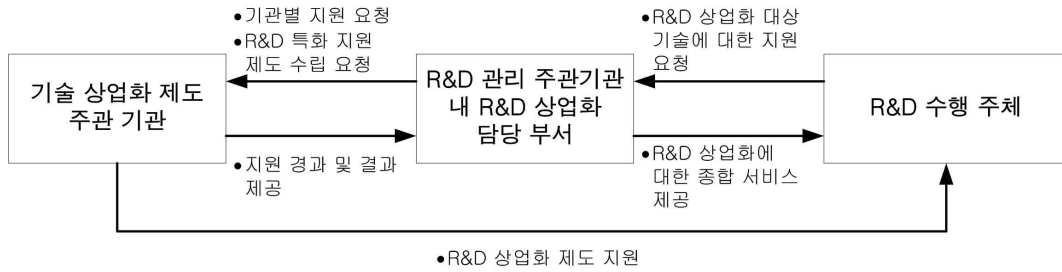 ●기관별 지원 요청
●R&D 특화 지원
제도 수립 요청
●R&D 상업화 대상
기술에 대한 지원
요청
기술 상업화 제도
주관 기관
R&D 관리 주관기관
내 R&D 상업화
담당 부서
R&D 수행 주체
●지원 경과 및 결과
제공
●R&D 상업화에
대한 종합 서비스
제공
●R&D 상업화 제도 지원